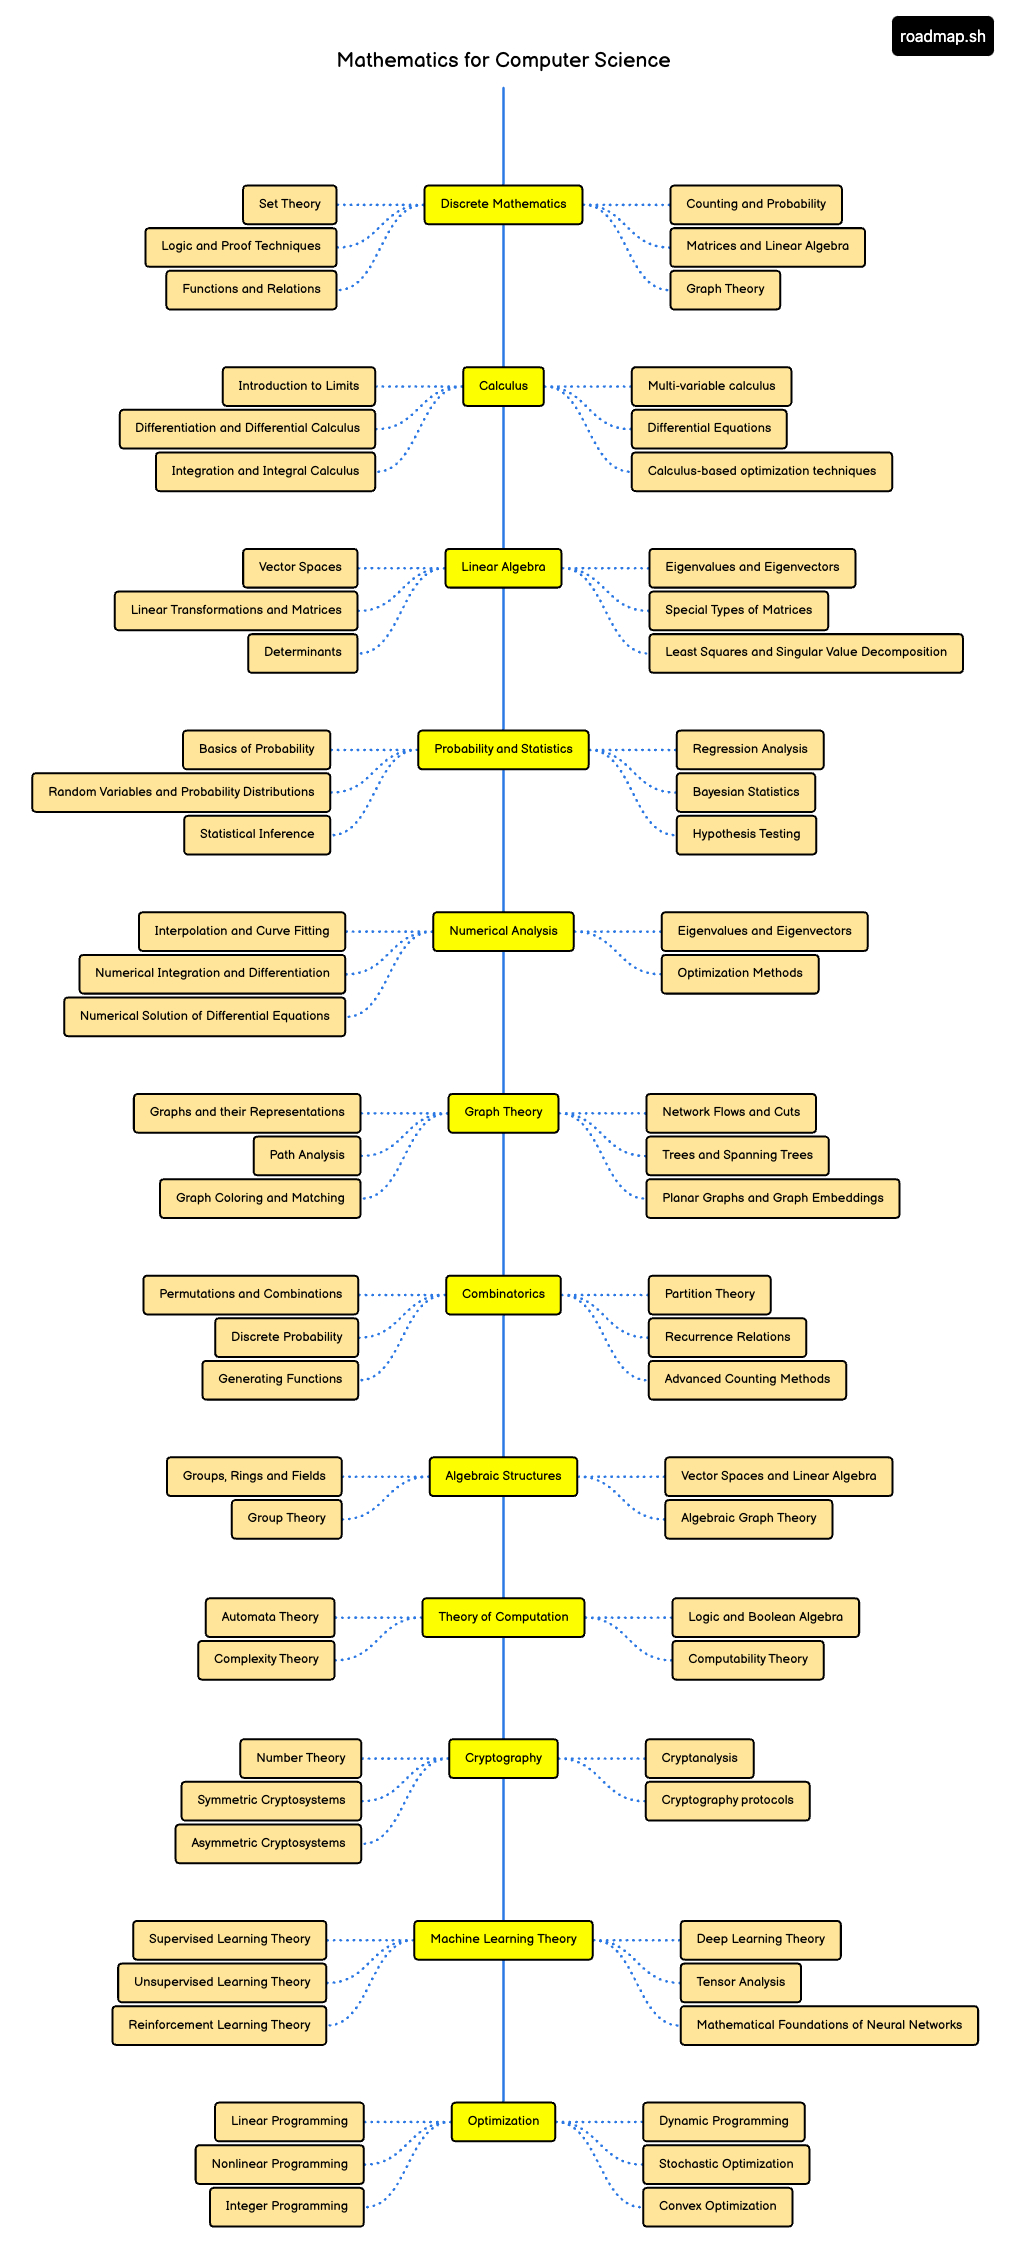 roadmap.sh
Mathematics for Computer Science
Set Theory
Discrete Mathematics
Counting and Probability
Logic and Proof Techniques
Matrices and Linear Algebra
Functions and Relations
Graph Theory
Introduction to Limits
Calculus
Multi-variable calculus
Differentiation and Differential Calculus
Differential Equations
Integration and Integral Calculus
Calculus-based optimization techniques
Vector Spaces
Linear Algebra
Eigenvalues and Eigenvectors
Linear Transformations and Matrices
Special Types of Matrices
Determinants
Least Squares and Singular Value Decomposition
Basics of Probability
Probability and Statistics
Regression Analysis
Random Variables and Probability Distributions
Bayesian Statistics
Statistical Inference
Hypothesis Testing
Interpolation and Curve Fitting
Numerical Analysis
Eigenvalues and Eigenvectors
Numerical Integration and Differentiation
Optimization Methods
Numerical Solution of Differential Equations
Graphs and their Representations
Graph Theory
Network Flows and Cuts
Path Analysis
Trees and Spanning Trees
Graph Coloring and Matching
Planar Graphs and Graph Embeddings
Permutations and Combinations
Combinatorics
Partition Theory
Discrete Probability
Recurrence Relations
Generating Functions
Advanced Counting Methods
Groups, Rings and Fields
Algebraic Structures
Vector Spaces and Linear Algebra
Group Theory
Algebraic Graph Theory
Automata Theory
Theory of Computation
Logic and Boolean Algebra
Complexity Theory
Computability Theory
Number Theory
Cryptography
Cryptanalysis
Symmetric Cryptosystems
Cryptography protocols
Asymmetric Cryptosystems
Supervised Learning Theory
Machine Learning Theory
Deep Learning Theory
Unsupervised Learning Theory
Tensor Analysis
Reinforcement Learning Theory
Mathematical Foundations of Neural Networks
Linear Programming
Optimization
Dynamic Programming
Nonlinear Programming
Stochastic Optimization
Integer Programming
Convex Optimization